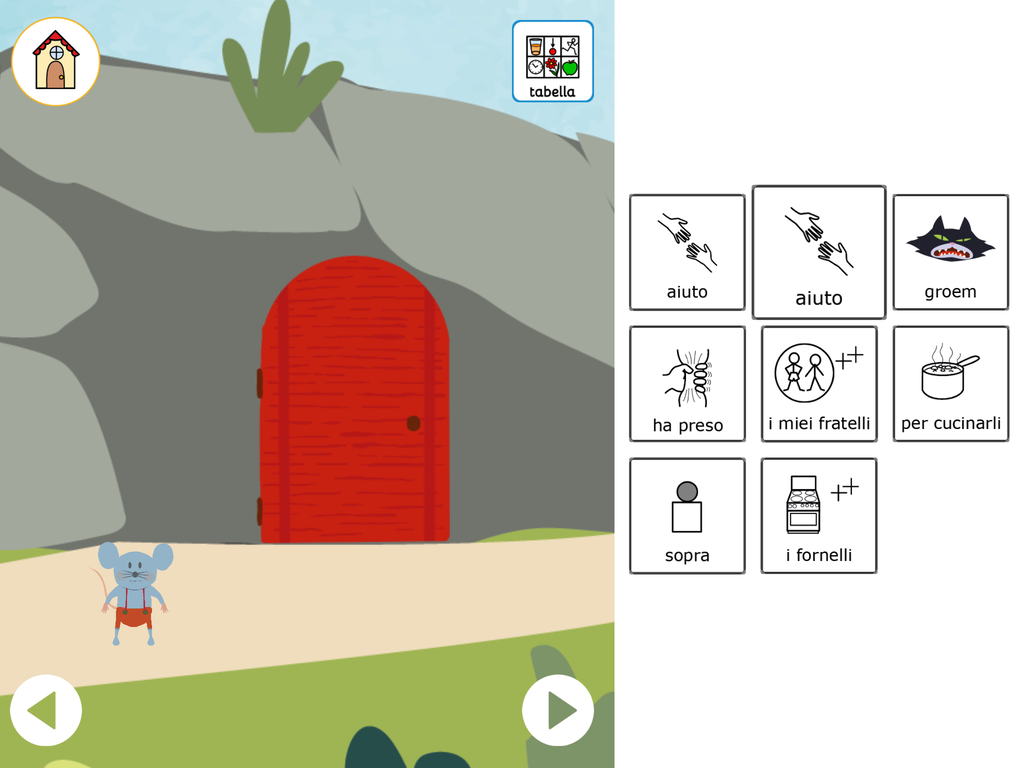 tabella
aiuto
aiuto
groem
ha preso
i miei fratelli
per cucinarli
sopra
i fornelli